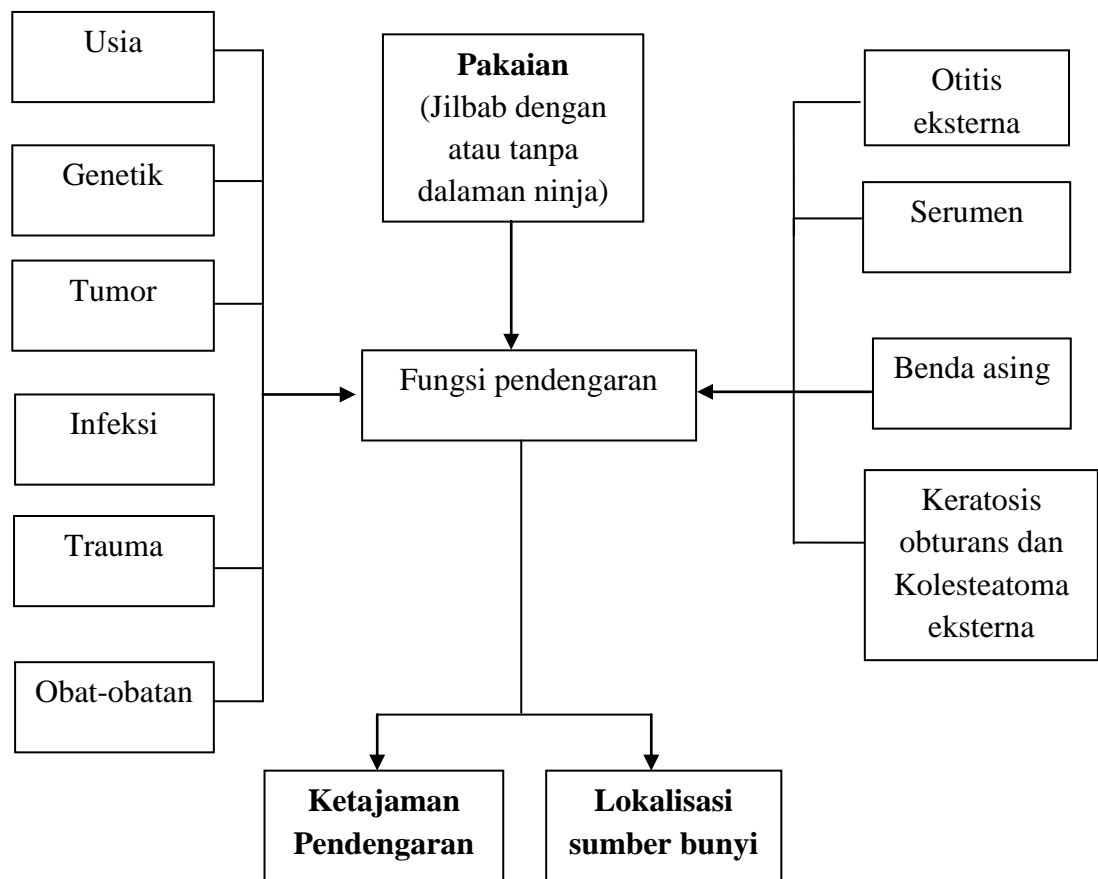 Usia
Genetik
Tumor
Infeksi
Trauma
Obat-obatan
Pakaian
(Jilbab dengan
atau tanpa
dalaman ninja)
Fungsi pendengaran
Otitis
eksterna
Serumen
Benda asing
Keratosis
obturans dan
Kolesteatoma
eksterna
Ketajaman
Pendengaran
Lokalisasi
sumber bunyi